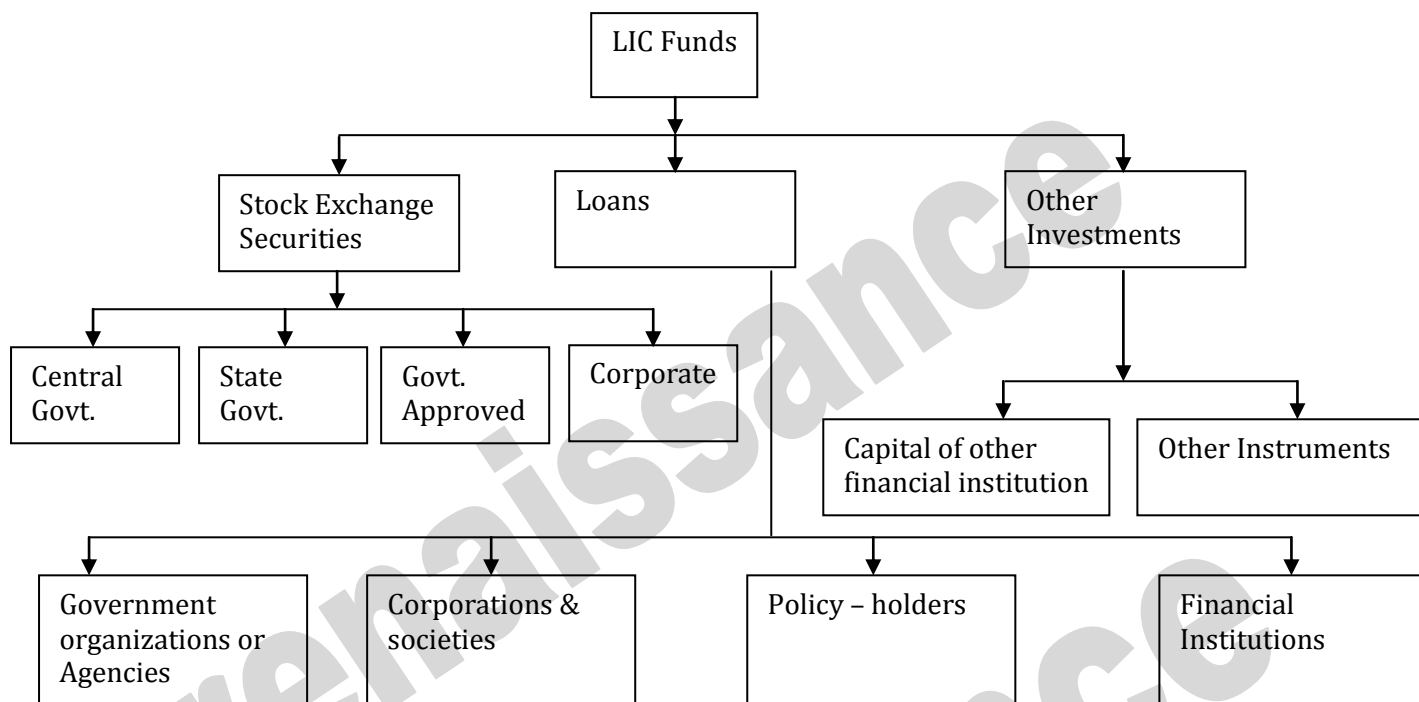 LIC Funds
Stock Exchange
Securities
Loans
Other
Investments
Central
Govt.
State
Govt.
Govt.
Approved
Corporate
Capital of other
financial institution
Other Instruments
Government
organizations or
Agencies
Corporations &
societies
Policy – holders
Financial
Institutions
renaissance